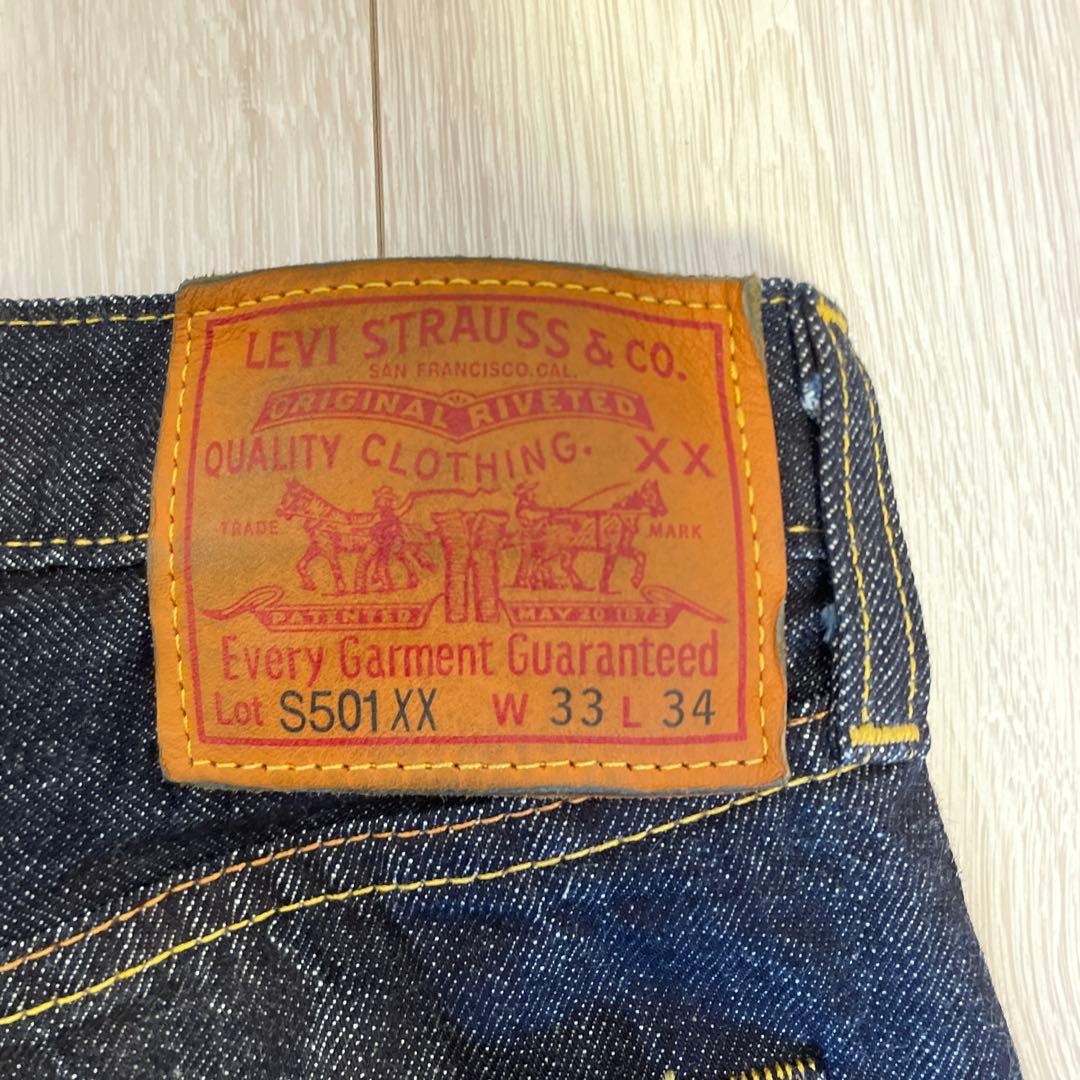 LEVI STRAUSS & CO.
SAN FRANCISCO.CAL.
ORIGINAL RIVETED
QUALITY CLOTHING. XX
TRADE MARK
PATENTED MAY 20 1873
Every Garment Guaranteed
Lot S501XX W 33 L 34